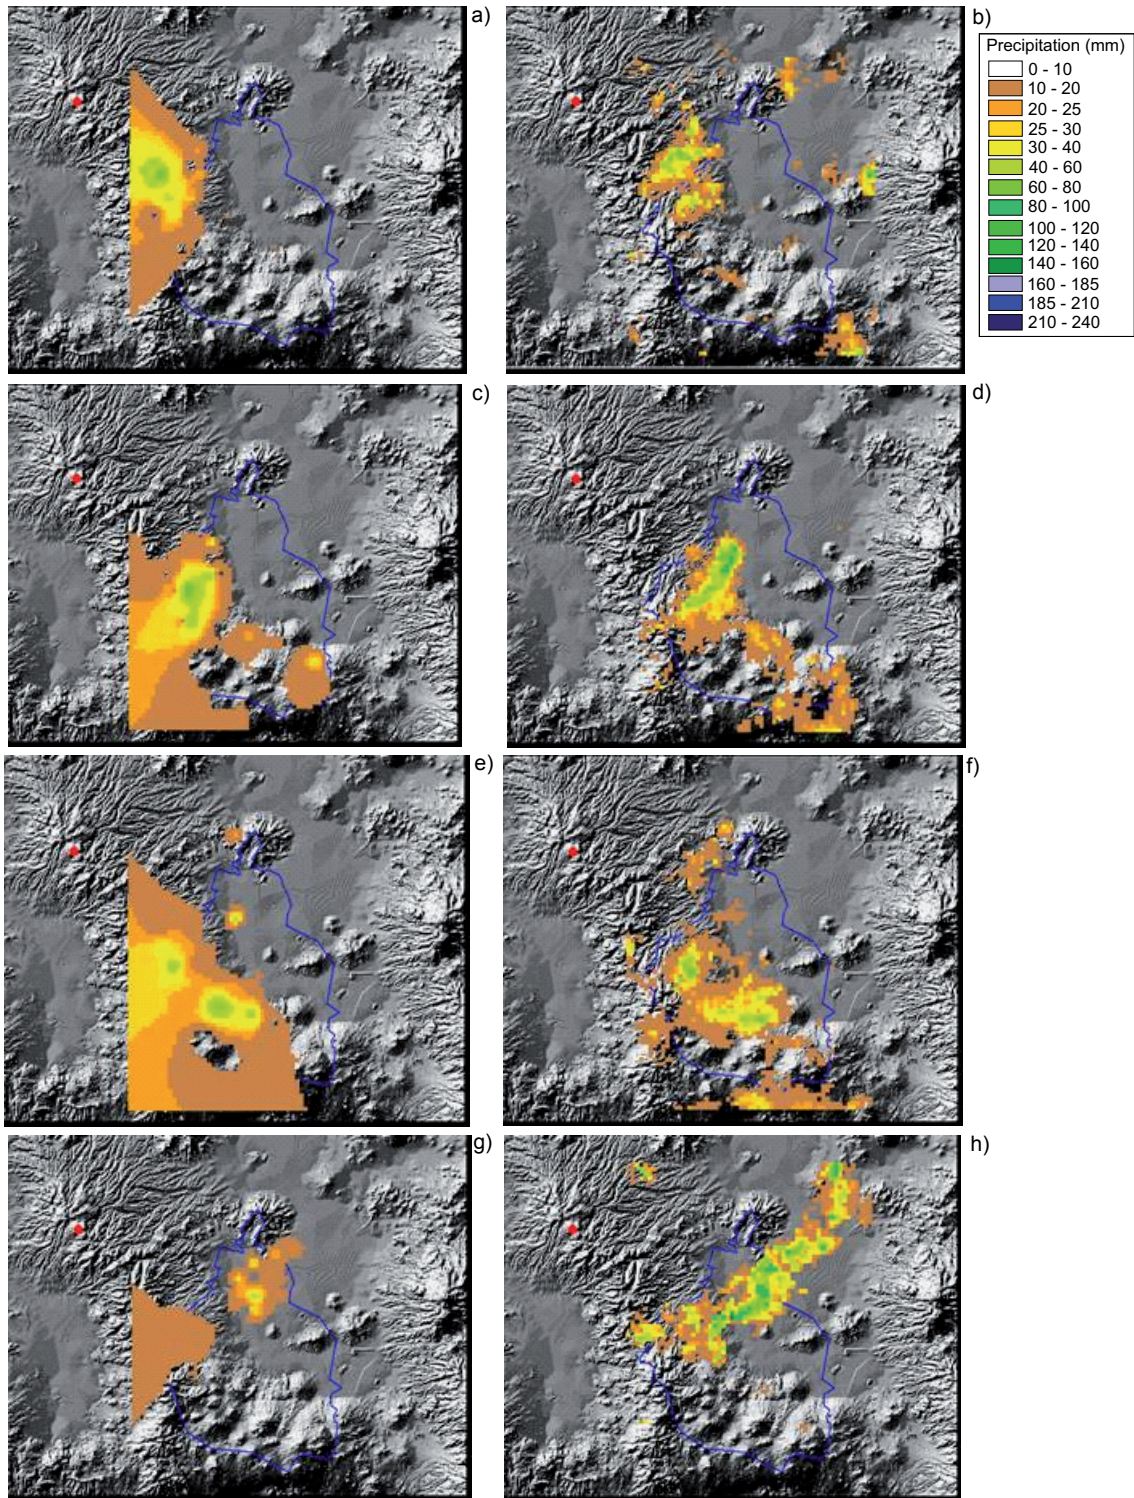 a)
b)
Precipitation (mm)
0 - 10
10 - 20
20 - 25
25 - 30
30 - 40
40 - 60
60 - 80
80 - 100
100 - 120
120 - 140
140 - 160
160 - 185
185 - 210
210 - 240
c)
d)
e)
f)
g)
h)